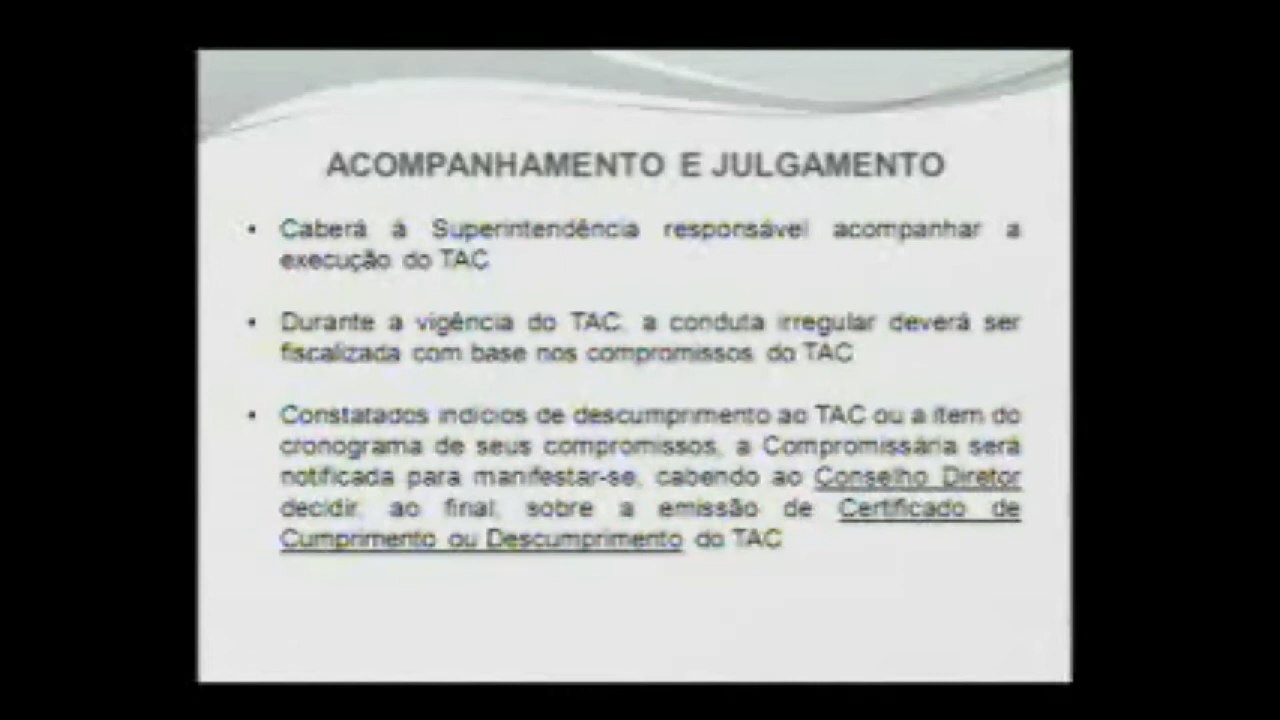 ACOMPANHAMENTO E JULGAMENTO
• Caberá à Superintendência responsável acompanhar a
execução do TAC
• Durante a vigência do TAC, a conduta irregular deverá ser
fiscalizada com base nos compromissos do TAC
• Constatados indícios de descumprimento ao TAC ou a item do
cronograma de seus compromissos, a Compromissária será
notificada para manifestar-se, cabendo ao Conselho Diretor
decidir, ao final, sobre a emissão de Certificado de
Cumprimento ou Descumprimento do TAC